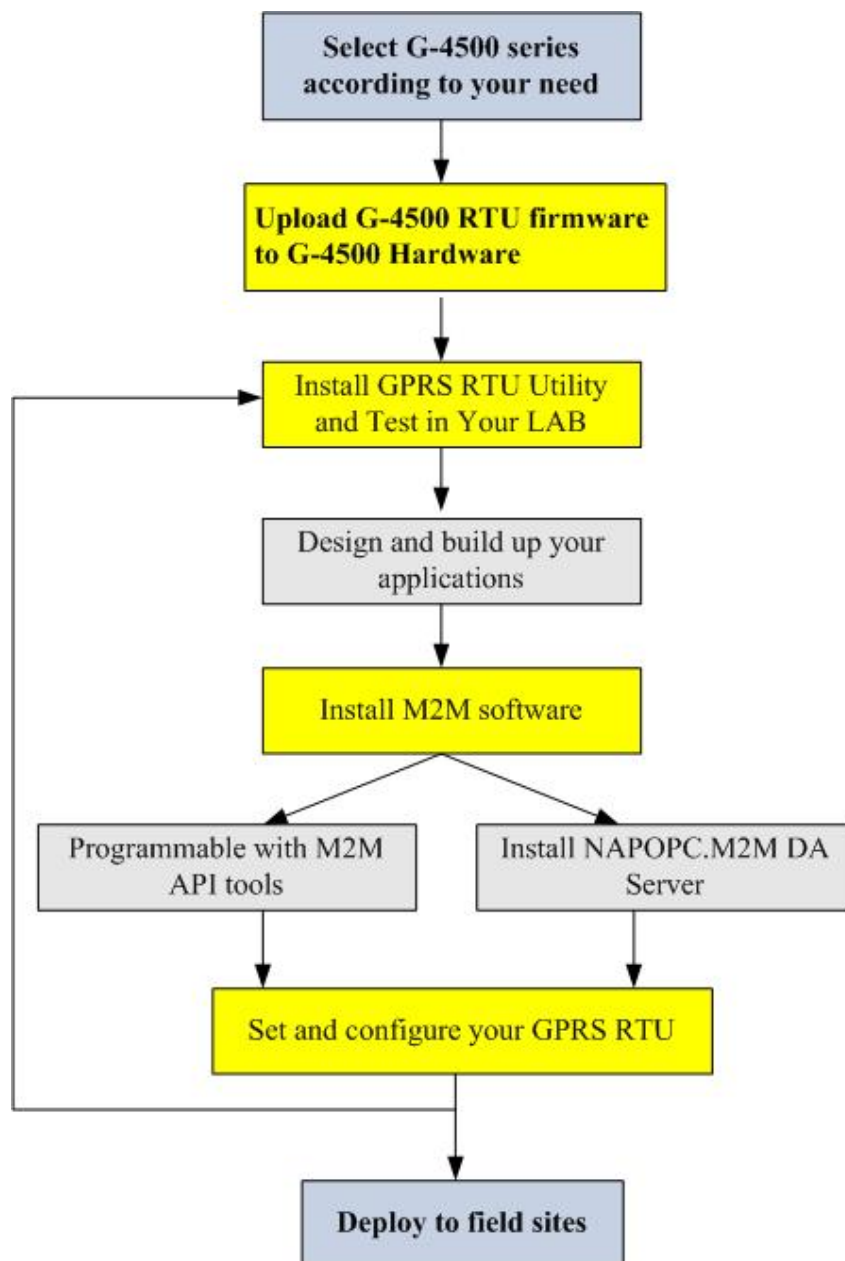 Select G-4500 series
according to your need
Upload G-4500 RTU firmware
to G-4500 Hardware
Install GPRS RTU Utility
and Test in Your LAB
Design and build up your
applications
Install M2M software
Programmable with M2M
API tools
Install NAPOPC.M2M DA
Server
Set and configure your GPRS RTU
Deploy to field sites